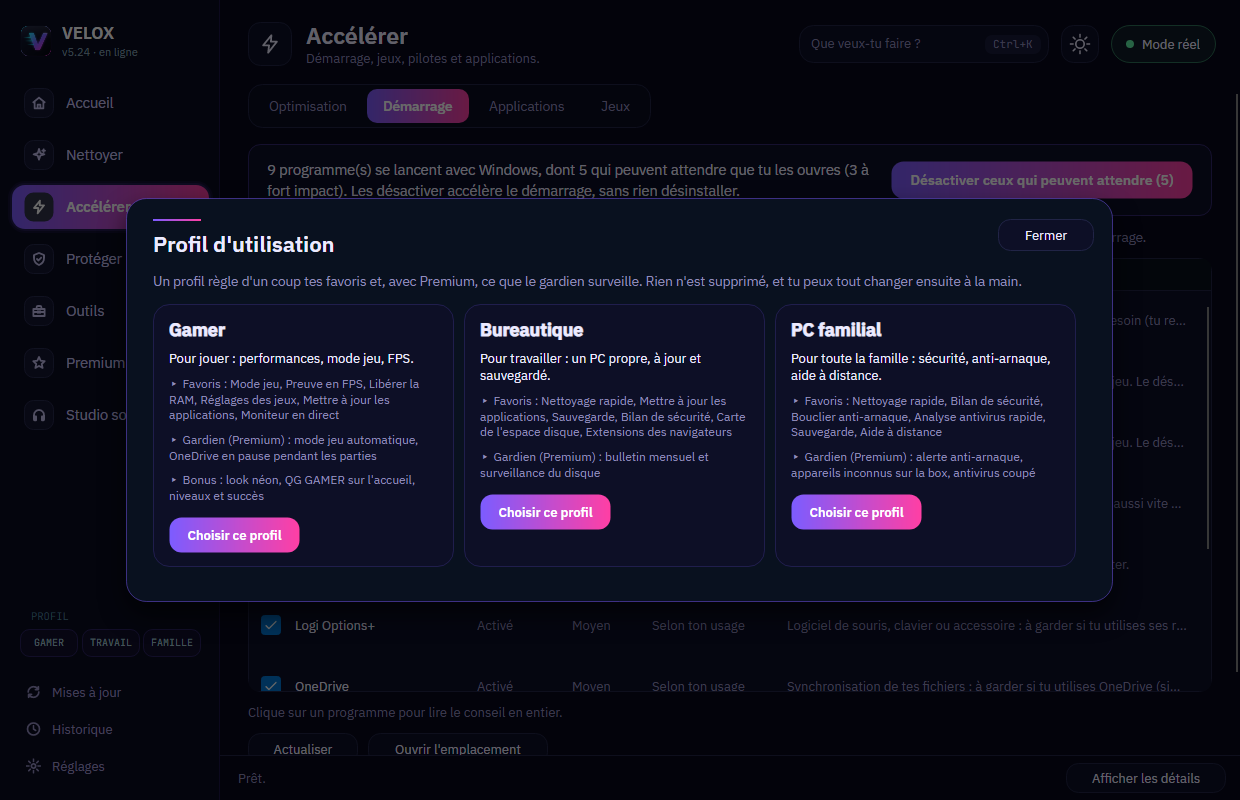 VELOX
v5.24 · en ligne
Accueil
Nettoyer
Accélérer
Protéger
Outils
Premium
Studio so
PROFIL
GAMER TRAVAIL FAMILLE
Mises à jour
Historique
Réglages
Accélérer
Démarrage, jeux, pilotes et applications.
Que veux-tu faire ? Ctrl+K
Mode réel
Optimisation Démarrage Applications Jeux
9 programme(s) se lancent avec Windows, dont 5 qui peuvent attendre que tu les ouvres (3 à
fort impact). Les désactiver accélère le démarrage, sans rien désinstaller.
Désactiver ceux qui peuvent attendre (5)
rrage.
Profil d'utilisation
Fermer
Un profil règle d'un coup tes favoris et, avec Premium, ce que le gardien surveille. Rien n'est supprimé, et tu peux tout changer ensuite à la main.
Gamer
Pour jouer : performances, mode jeu, FPS.
‣ Favoris : Mode jeu, Preuve en FPS, Libérer la
RAM, Réglages des jeux, Mettre à jour les
applications, Moniteur en direct
‣ Gardien (Premium) : mode jeu automatique,
OneDrive en pause pendant les parties
‣ Bonus : look néon, QG GAMER sur l'accueil,
niveaux et succès
Choisir ce profil
Bureautique
Pour travailler : un PC propre, à jour et
sauvegardé.
‣ Favoris : Nettoyage rapide, Mettre à jour les
applications, Sauvegarde, Bilan de sécurité, Carte
de l'espace disque, Extensions des navigateurs
‣ Gardien (Premium) : bulletin mensuel et
surveillance du disque
Choisir ce profil
PC familial
Pour toute la famille : sécurité, anti-arnaque,
aide à distance.
‣ Favoris : Nettoyage rapide, Bilan de sécurité,
Bouclier anti-arnaque, Analyse antivirus rapide,
Sauvegarde, Aide à distance
‣ Gardien (Premium) : alerte anti-arnaque,
appareils inconnus sur la box, antivirus coupé
Choisir ce profil
esoin (tu re...
jeu. Le dés...
jeu. Le dés...
aussi vite ...
ter.
Logi Options+ Activé Moyen Selon ton usage Logiciel de souris, clavier ou accessoire : à garder si tu utilises ses r...
OneDrive Activé Moyen Selon ton usage Synchronisation de tes fichiers : à garder si tu utilises OneDrive (si...
Clique sur un programme pour lire le conseil en entier.
Actualiser Ouvrir l'emplacement
Prêt.
Afficher les détails